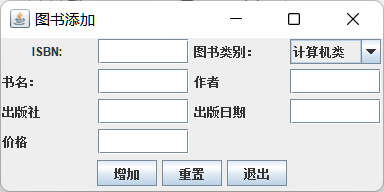 图书添加
ISBN: 图书类别: 计算机类
书名: 作者
出版社 出版日期
价格
增加 重置 退出